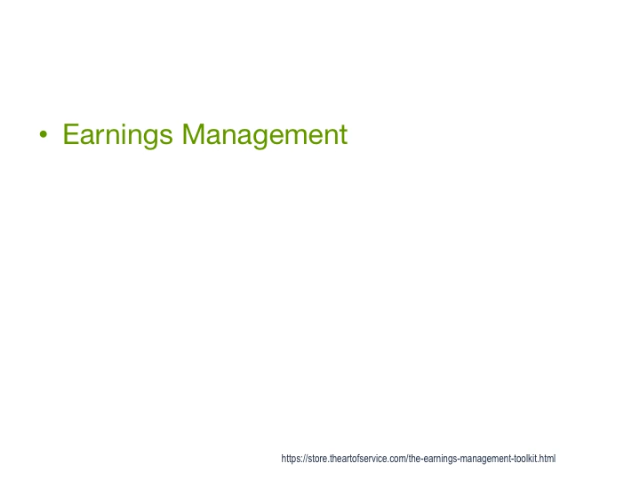 • Earnings Management
https://store.theartofservice.com/the-earnings-management-toolkit.html